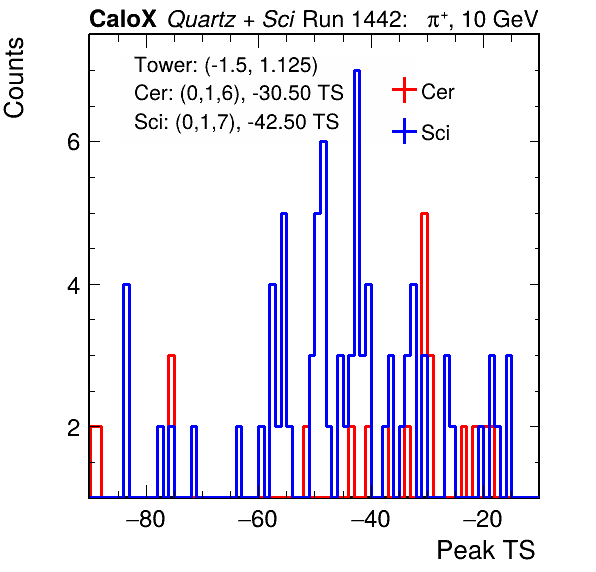 CaloX Quartz + Sci Run 1442: π⁺, 10 GeV
Counts
Tower: (-1.5, 1.125)
Cer: (0,1,6), -30.50 TS
Sci: (0,1,7), -42.50 TS
Cer
Sci
6
4
2
−80 −60 −40 −20
Peak TS